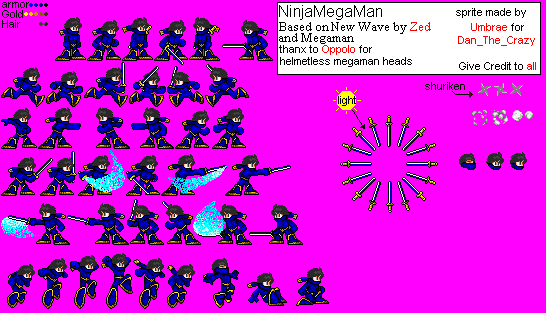 armor
Gold
Hair
NinjaMegaMan
Based on New Wave by Zed
and Megaman
thanx to Oppolo for
helmetless megaman heads
sprite made by
Umbrae for
Dan_The_Crazy
Give Credit to all
shuriken
light